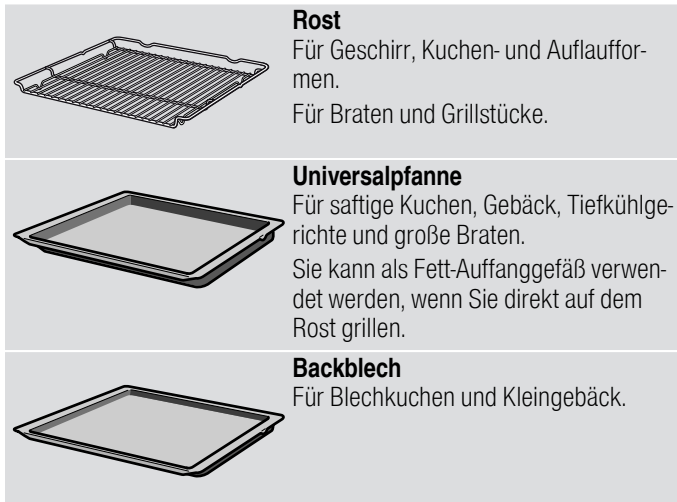 Rost
Für Geschirr, Kuchen- und Auflauffor-
men.
Für Braten und Grillstücke.
Universalpfanne
Für saftige Kuchen, Gebäck, Tiefkühlge-
richte und große Braten.
Sie kann als Fett-Auffanggefäß verwen-
det werden, wenn Sie direkt auf dem
Rost grillen.
Backblech
Für Blechkuchen und Kleingebäck.